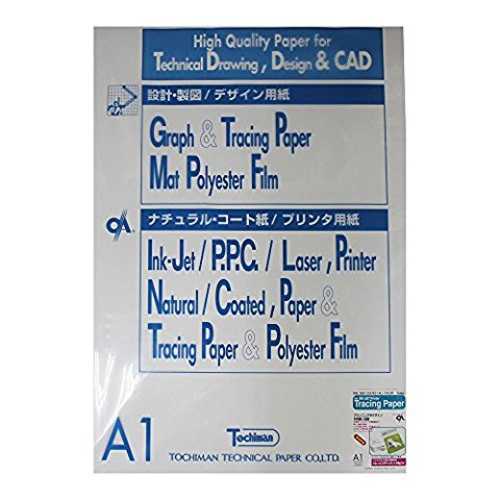 High Quality Paper for
Technical Drawing, Design & CAD
設計・製図 / デザイン用紙
Graph & Tracing Paper
Mat Polyester Film
ナチュラル・コート紙 / プリンタ用紙
Ink-Jet / P.P.C. / Laser, Printer
Natural / Coated, Paper &
Tracing Paper & Polyester Film
Tracing Paper
A1
A1
Tochiman
TOCHIMAN TECHNICAL PAPER CO.,LTD.